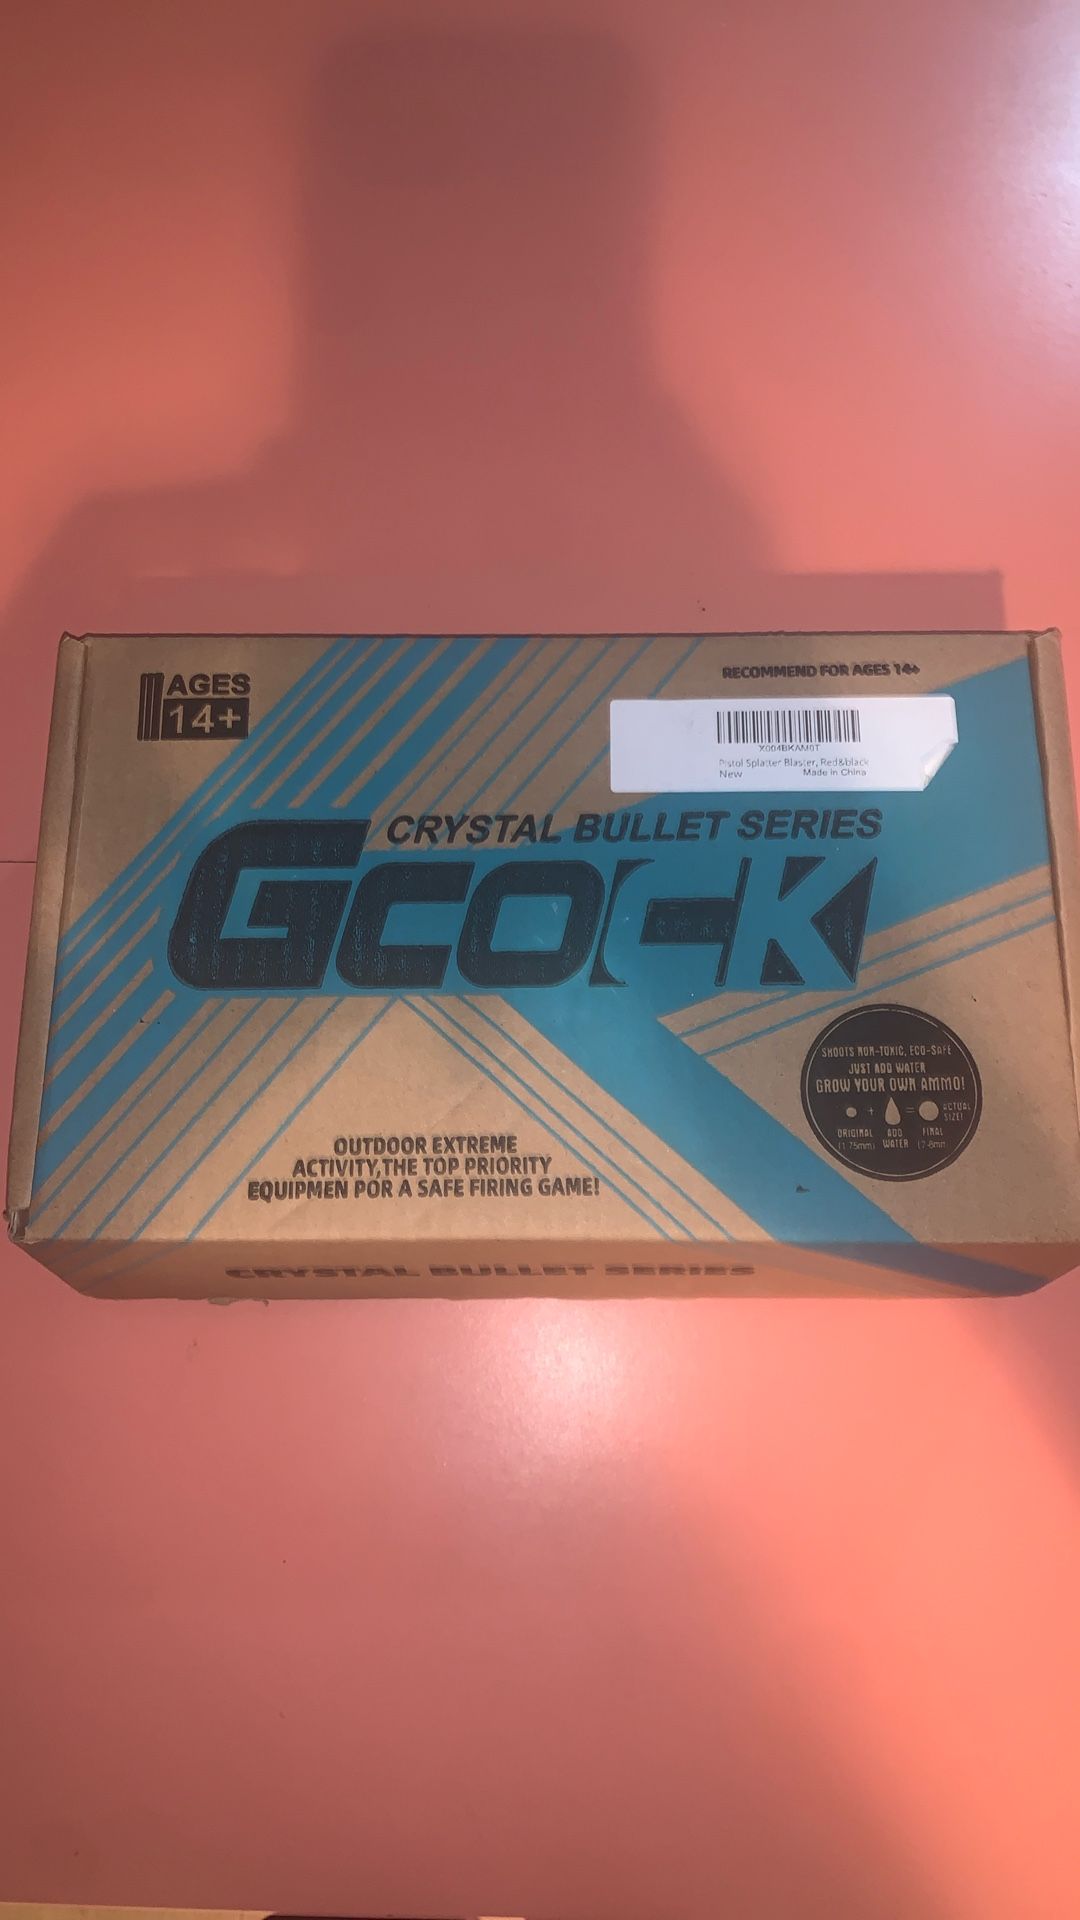 AGES
14+
RECOMMEND FOR AGES 14+
X004BKAM0T
Pistol Splatter Blaster, Red&black
New Made in China
CRYSTAL BULLET SERIES
GCOCK
SHOOTS NON-TOXIC, ECO-SAFE
JUST ADD WATER
GROW YOUR OWN AMMO!
+ = ACTUAL SIZE!
ORIGINAL ADD FINAL
(1.75mm) WATER
OUTDOOR EXTREME
ACTIVITY,THE TOP PRIORITY
EQUIPMEN POR A SAFE FIRING GAME!
CRYSTAL BULLET SERIES